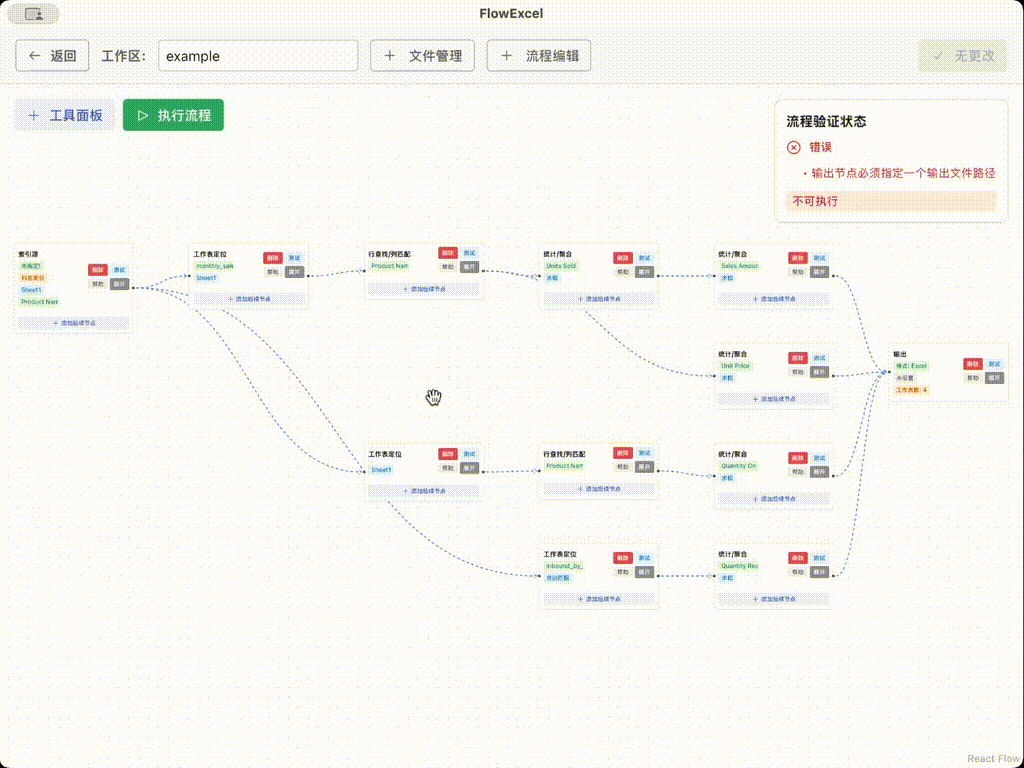 FlowExcel
返回
工作区:
example
文件管理
流程编辑
无更改
工具面板
执行流程
流程验证状态
错误
• 输出节点必须指定一个输出文件路径
不可执行
索引源
未指定!
列名索引
Sheet1
Product Nam
删除 测试
帮助 展开
+ 添加后续节点
工作表定位
monthly_sale
Sheet1
删除 测试
帮助 展开
+ 添加后续节点
行查找/列匹配
Product Nam
删除 测试
帮助 展开
+ 添加后续节点
统计/聚合
Units Sold
求和
删除 测试
帮助 展开
+ 添加后续节点
统计/聚合
Sales Amoun
求和
删除 测试
帮助 展开
+ 添加后续节点
统计/聚合
Unit Price
求和
删除 测试
帮助 展开
+ 添加后续节点
输出
格式: Excel
未设置
工作表数: 4
删除 测试
帮助 展开
工作表定位
Sheet1
删除 测试
帮助 展开
+ 添加后续节点
行查找/列匹配
Product Nam
删除 测试
帮助 展开
+ 添加后续节点
统计/聚合
Quantity On
求和
删除 测试
帮助 展开
+ 添加后续节点
工作表定位
inbound_by_
自动匹配
删除 测试
帮助 展开
+ 添加后续节点
统计/聚合
Quantity Rec
求和
删除 测试
帮助 展开
+ 添加后续节点
React Flow